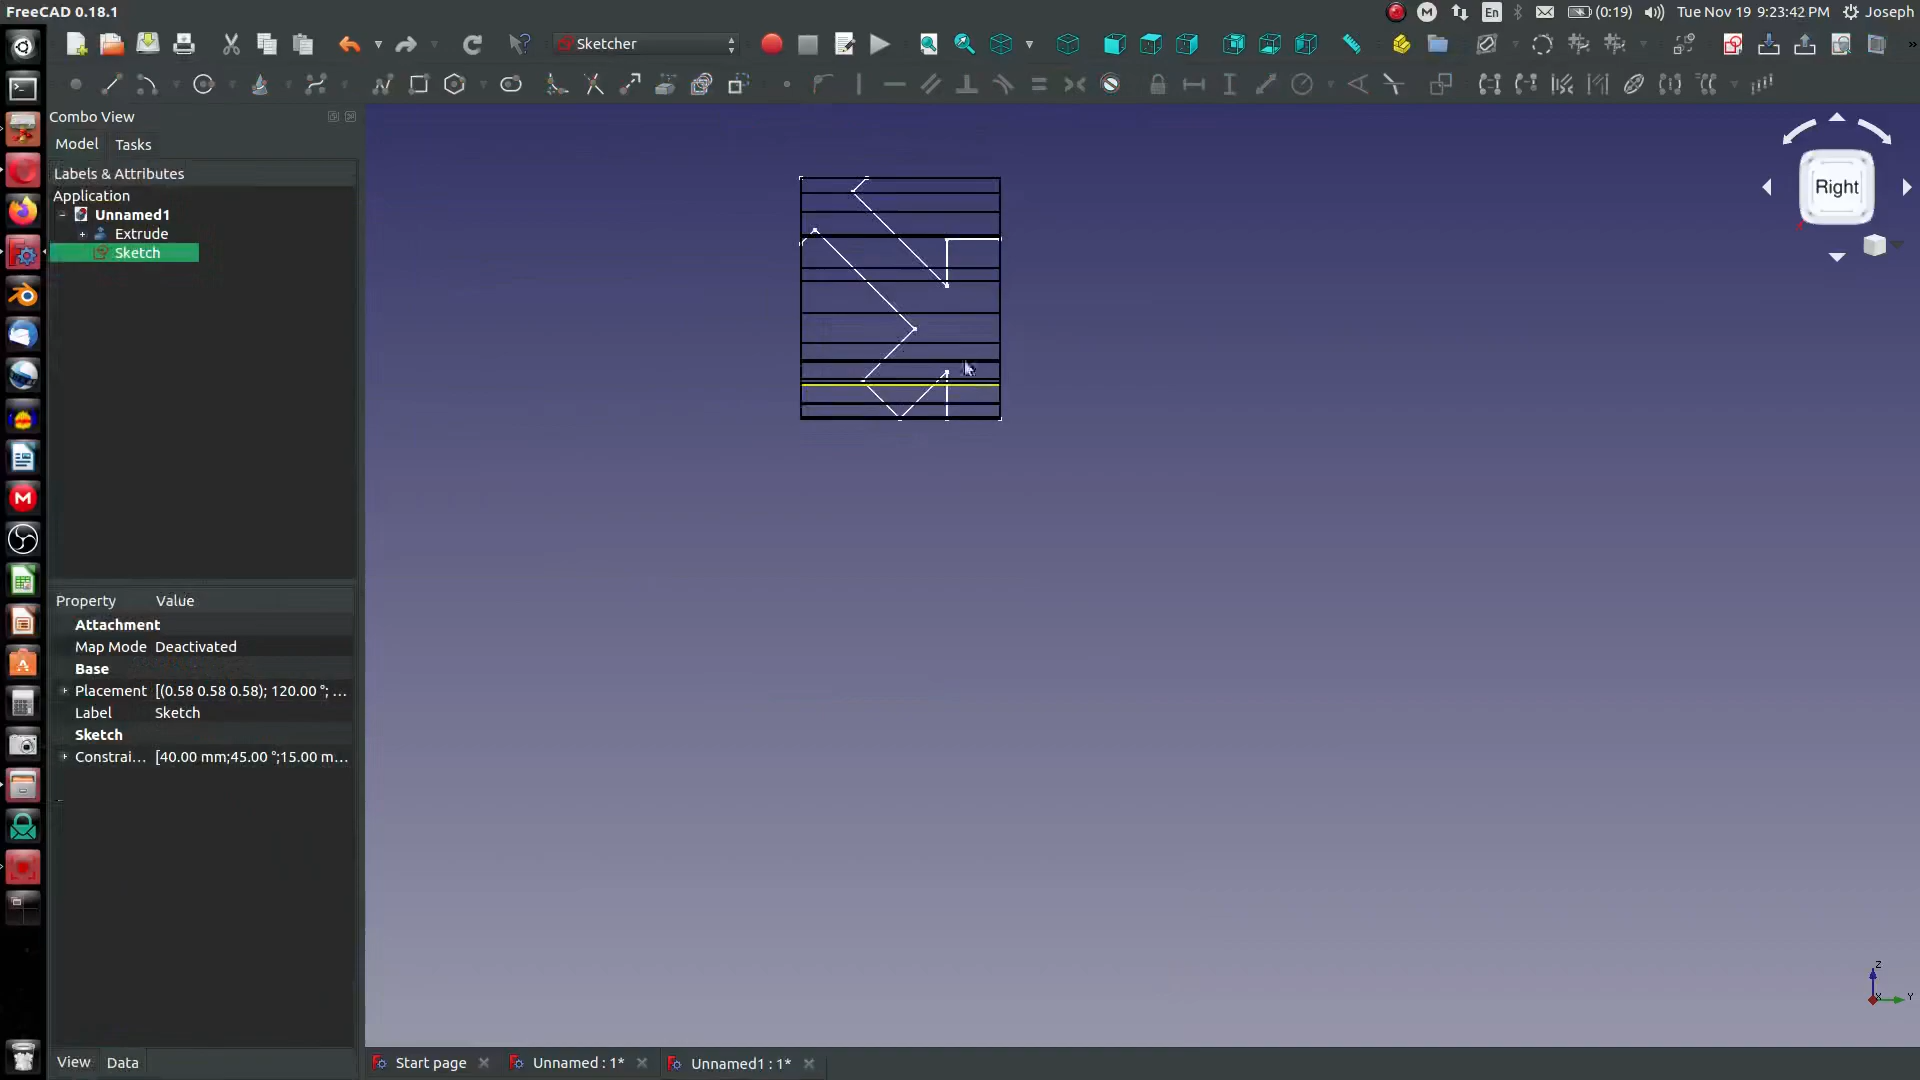 FreeCAD 0.18.1
M
En
(0:19)
Tue Nov 19 9:23:42 PM
Joseph
Sketcher
Combo View
Model
Tasks
Labels & Attributes
Application
Unnamed1
Extrude
Sketch
Right
Property
Value
Attachment
Map Mode
Deactivated
Base
Placement
[(0.58 0.58 0.58); 120.00 °; ...
Label
Sketch
Sketch
Constrai...
[40.00 mm;45.00 °;15.00 m...
Z
X
Y
View
Data
Start page
Unnamed : 1*
Unnamed1 : 1*